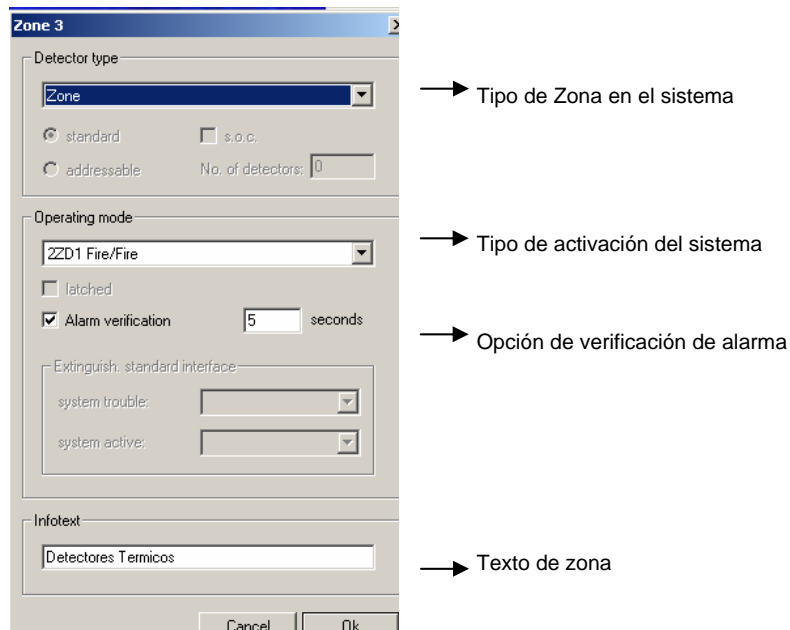 Zone 3
Detector type
Zone
Tipo de Zona en el sistema
standard
s.o.c.
addressable
No. of detectors:
0
Operating mode
2ZD1 Fire/Fire
Tipo de activación del sistema
latched
Alarm verification
5
seconds
Opción de verificación de alarma
Extinguish. standard interface
system trouble:
system active:
Infotext
Detectores Termicos
Texto de zona
Cancel
Ok